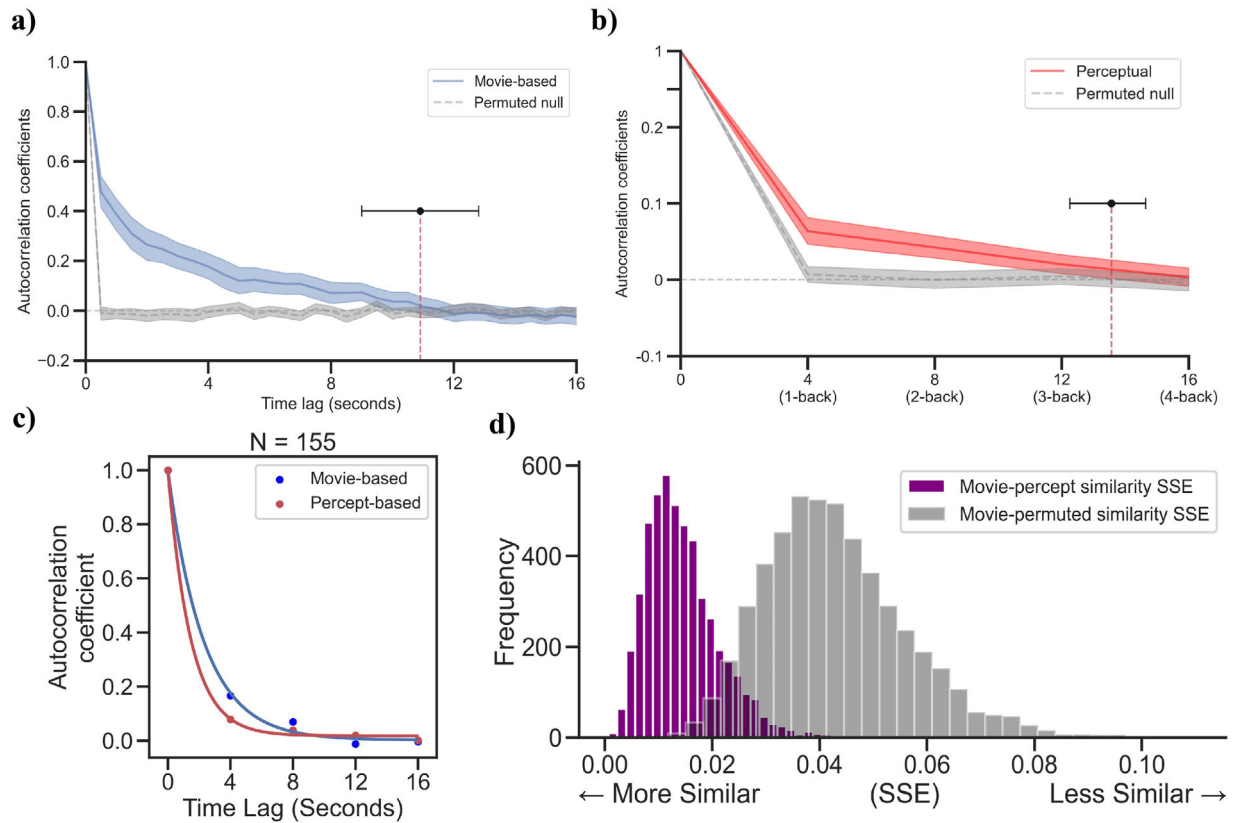 a)
Autocorrelation coefficients
1.0
0.8
0.6
0.4
0.2
0.0
−0.2
Movie-based
Permuted null
0
4
8
12
16
Time lag (seconds)
b)
Autocorrelation coefficients
1
0.2
0.1
0
-0.1
Perceptual
Permuted null
0
4
8
12
16
(1-back)
(2-back)
(3-back)
(4-back)
c)
N = 155
Autocorrelation
coefficient
1.0
0.8
0.6
0.4
0.2
0.0
Movie-based
Percept-based
0
4
8
12
16
Time Lag (Seconds)
d)
Frequency
600
400
200
0
Movie-percept similarity SSE
Movie-permuted similarity SSE
0.00
0.02
0.04
0.06
0.08
0.10
← More Similar
(SSE)
Less Similar →